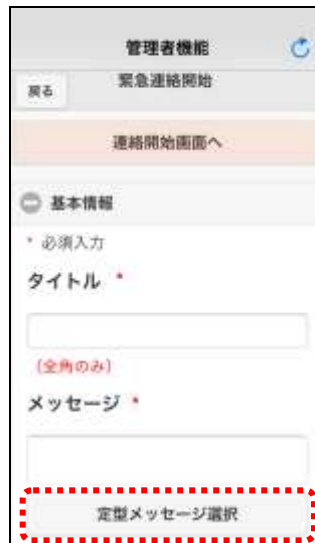 管理者機能
緊急連絡開始
戻る
連絡開始画面へ
基本情報
* 必須入力
タイトル *
(全角のみ)
メッセージ *
定型メッセージ選択